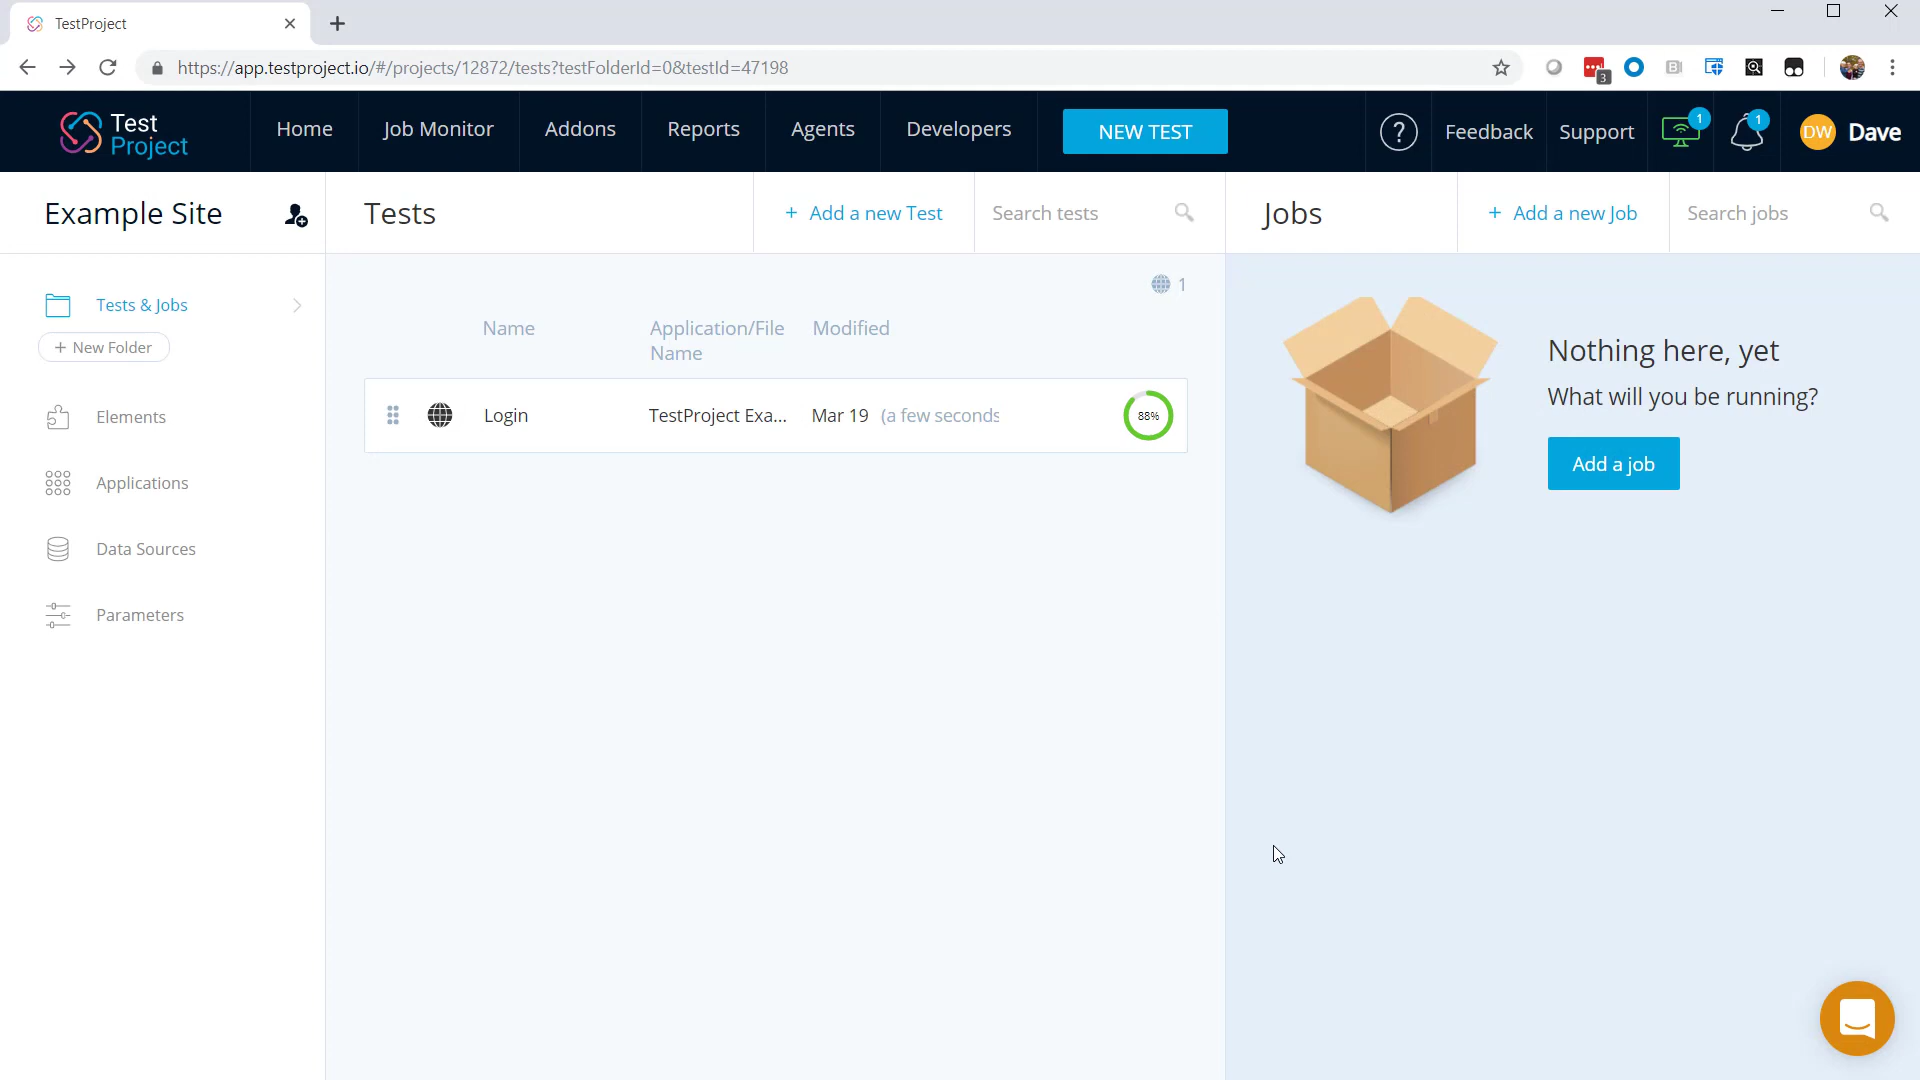 TestProject
https://app.testproject.io/#/projects/12872/tests?testFolderId=0&testId=47198
3
Test
Project
Home
Job Monitor
Addons
Reports
Agents
Developers
NEW TEST
?
Feedback
Support
1
1
DW
Dave
Example Site
Tests
+ Add a new Test
Search tests
Jobs
+ Add a new Job
Search jobs
Tests & Jobs
+ New Folder
Elements
Applications
Data Sources
Parameters
1
Name
Application/File
Name
Modified
Login
TestProject Exa...
Mar 19 (a few seconds
88%
Nothing here, yet
What will you be running?
Add a job